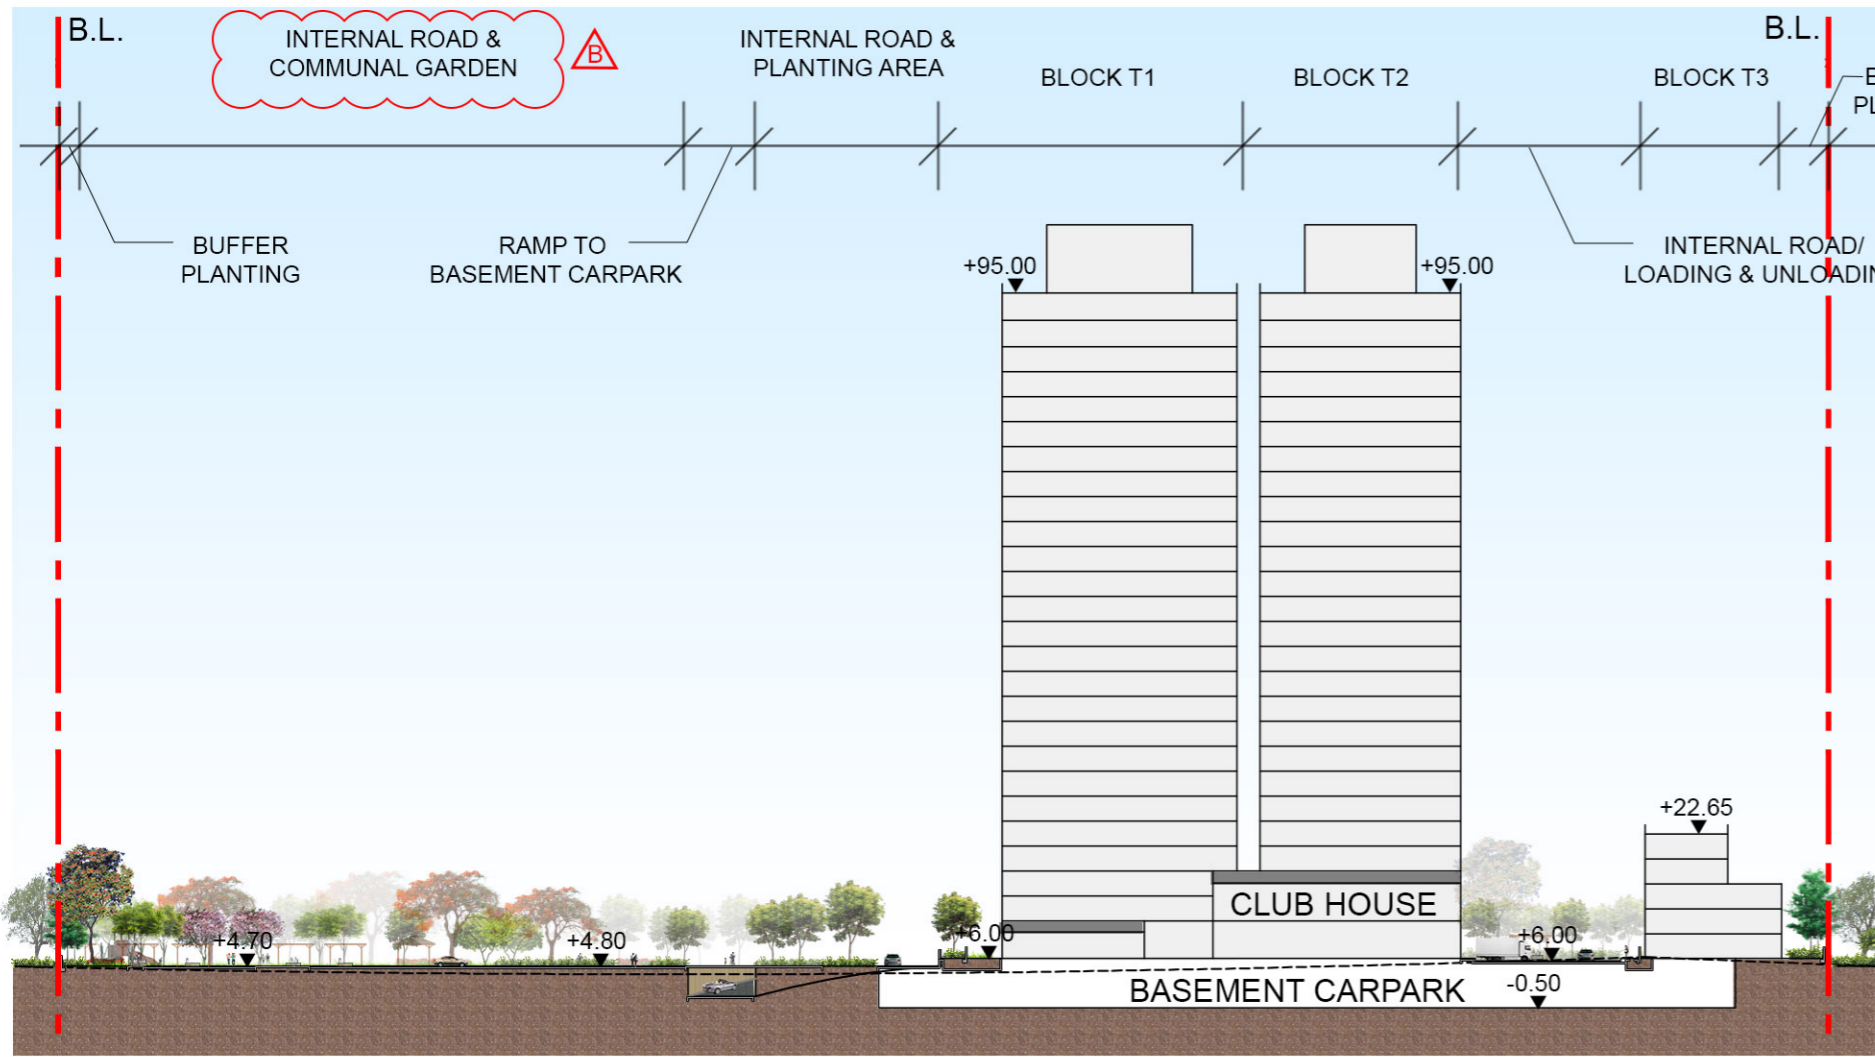 B.L.
INTERNAL ROAD &
COMMUNAL GARDEN
B
INTERNAL ROAD &
PLANTING AREA
BLOCK T1
BLOCK T2
BLOCK T3
B.L.
BUFFER
PLANTING
RAMP TO
BASEMENT CARPARK
INTERNAL ROAD/
LOADING &
+95.00
+95.00
+22.65
CLUB HOUSE
+4.70
+4.80
+6.00
+6.00
BASEMENT CARPARK
-0.50